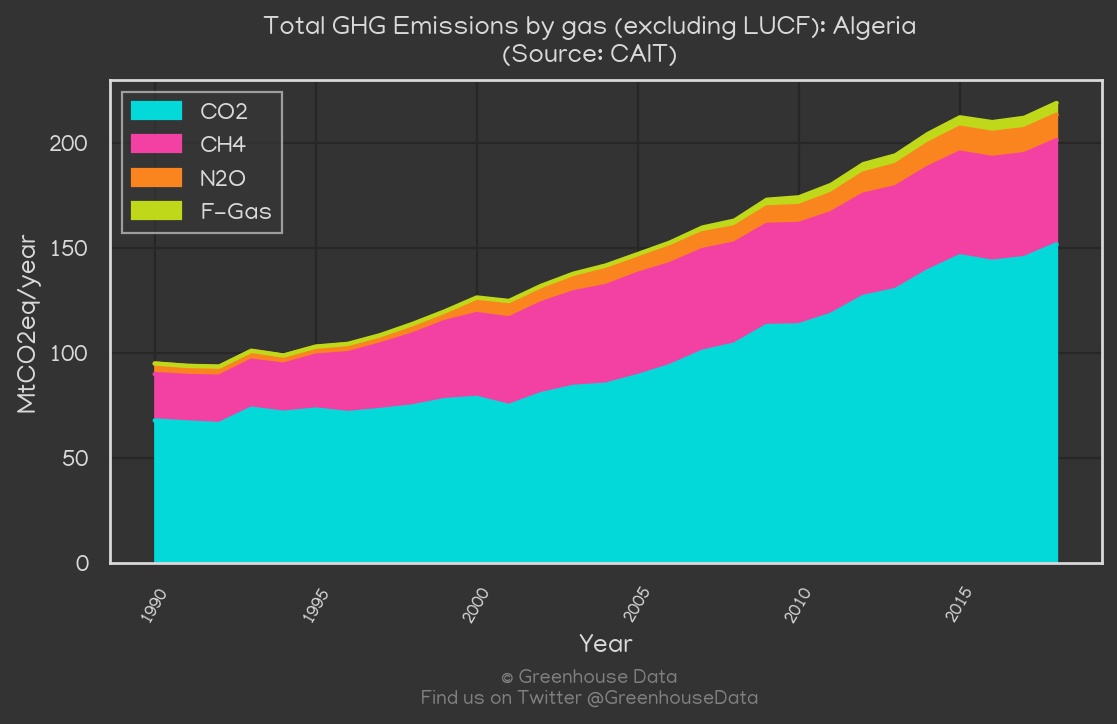 Total GHG Emissions by gas (excluding LUCF): Algeria
(Source: CAIT)
CO2
CH4
N2O
F-Gas
MtCO2eq/year
200
150
100
50
0
1990
1995
2000
2005
2010
2015
Year
© Greenhouse Data
Find us on Twitter @GreenhouseData